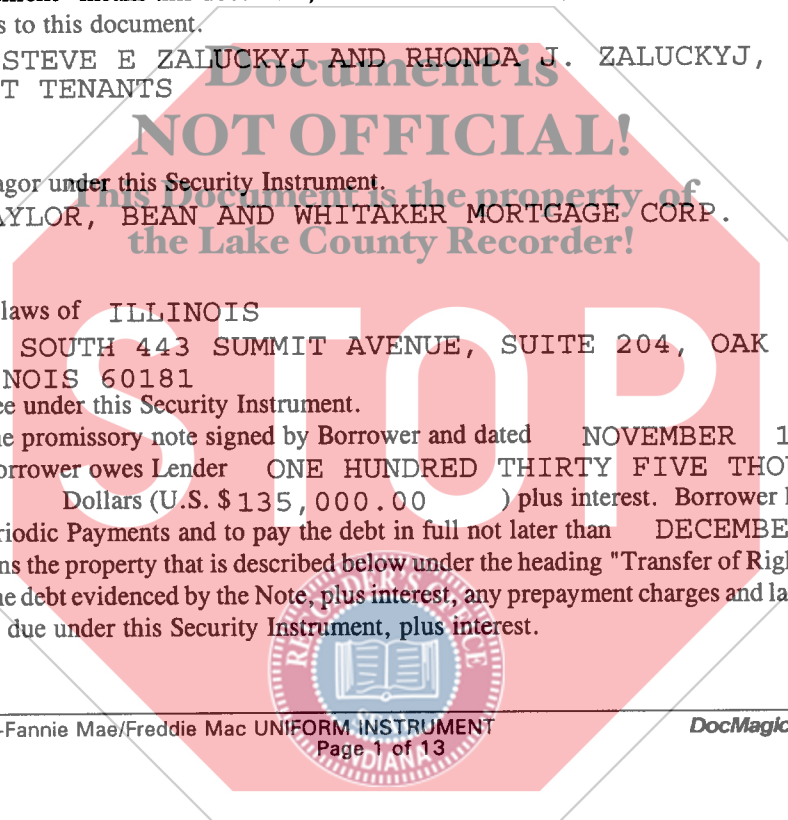 s to this document.
STEVE E ZALUCKYJ AND RHONDA J. ZALUCKYJ,
T TENANTS
Document is
NOT OFFICIAL!
agor under this Security Instrument.
This Document is the property of
AYLOR, BEAN AND WHITAKER MORTGAGE CORP.
the Lake County Recorder!
laws of ILLINOIS
SOUTH 443 SUMMIT AVENUE, SUITE 204, OAK
NOIS 60181
ee under this Security Instrument.
STOP
he promissory note signed by Borrower and dated NOVEMBER 1
orrower owes Lender ONE HUNDRED THIRTY FIVE THOU
Dollars (U.S. $ 135,000.00 ) plus interest. Borrower
riodic Payments and to pay the debt in full not later than DECEMBE
ns the property that is described below under the heading "Transfer of Righ
he debt evidenced by the Note, plus interest, any prepayment charges and la
due under this Security Instrument, plus interest.
RECORDER'S OFFICE
-Fannie Mae/Freddie Mac UNIFORM INSTRUMENT
DocMagic
Page 1 of 13
INDIANA